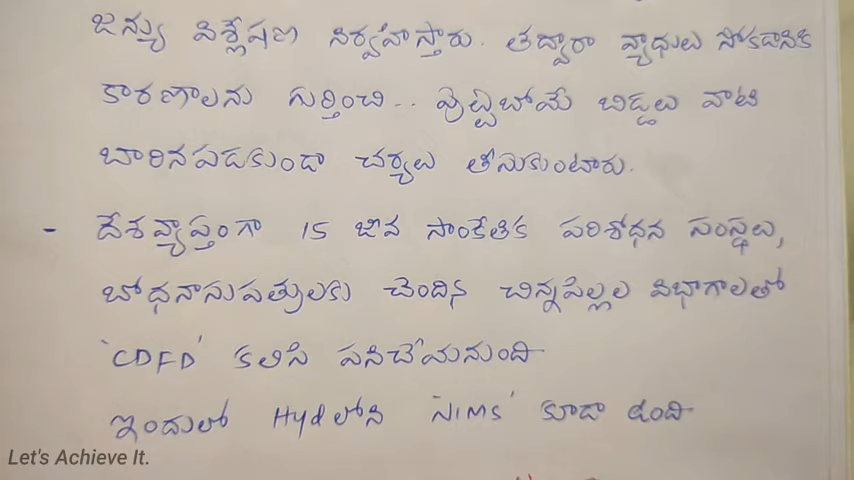 జన్యు విశ్లేషణ నిర్వహిస్తారు. తద్వారా వ్యాధులు సోకడానికి
కారణాలను గుర్తించి.. పుట్టబోయే బిడ్డలు వాటి
బారినపడకుండా చర్యలు తీసుకుంటారు.
- దేశవ్యాప్తంగా 15 జీవ సాంకేతిక పరిశోధన సంస్థలు,
బోధనాసుపత్రులకు చెందిన చిన్నపిల్లల విభాగాలతో
'CDFD' కలిసి పనిచేయనుంది
ఇందులో Hydలోని 'NIMS' కూడా ఉంది
Let's Achieve It.